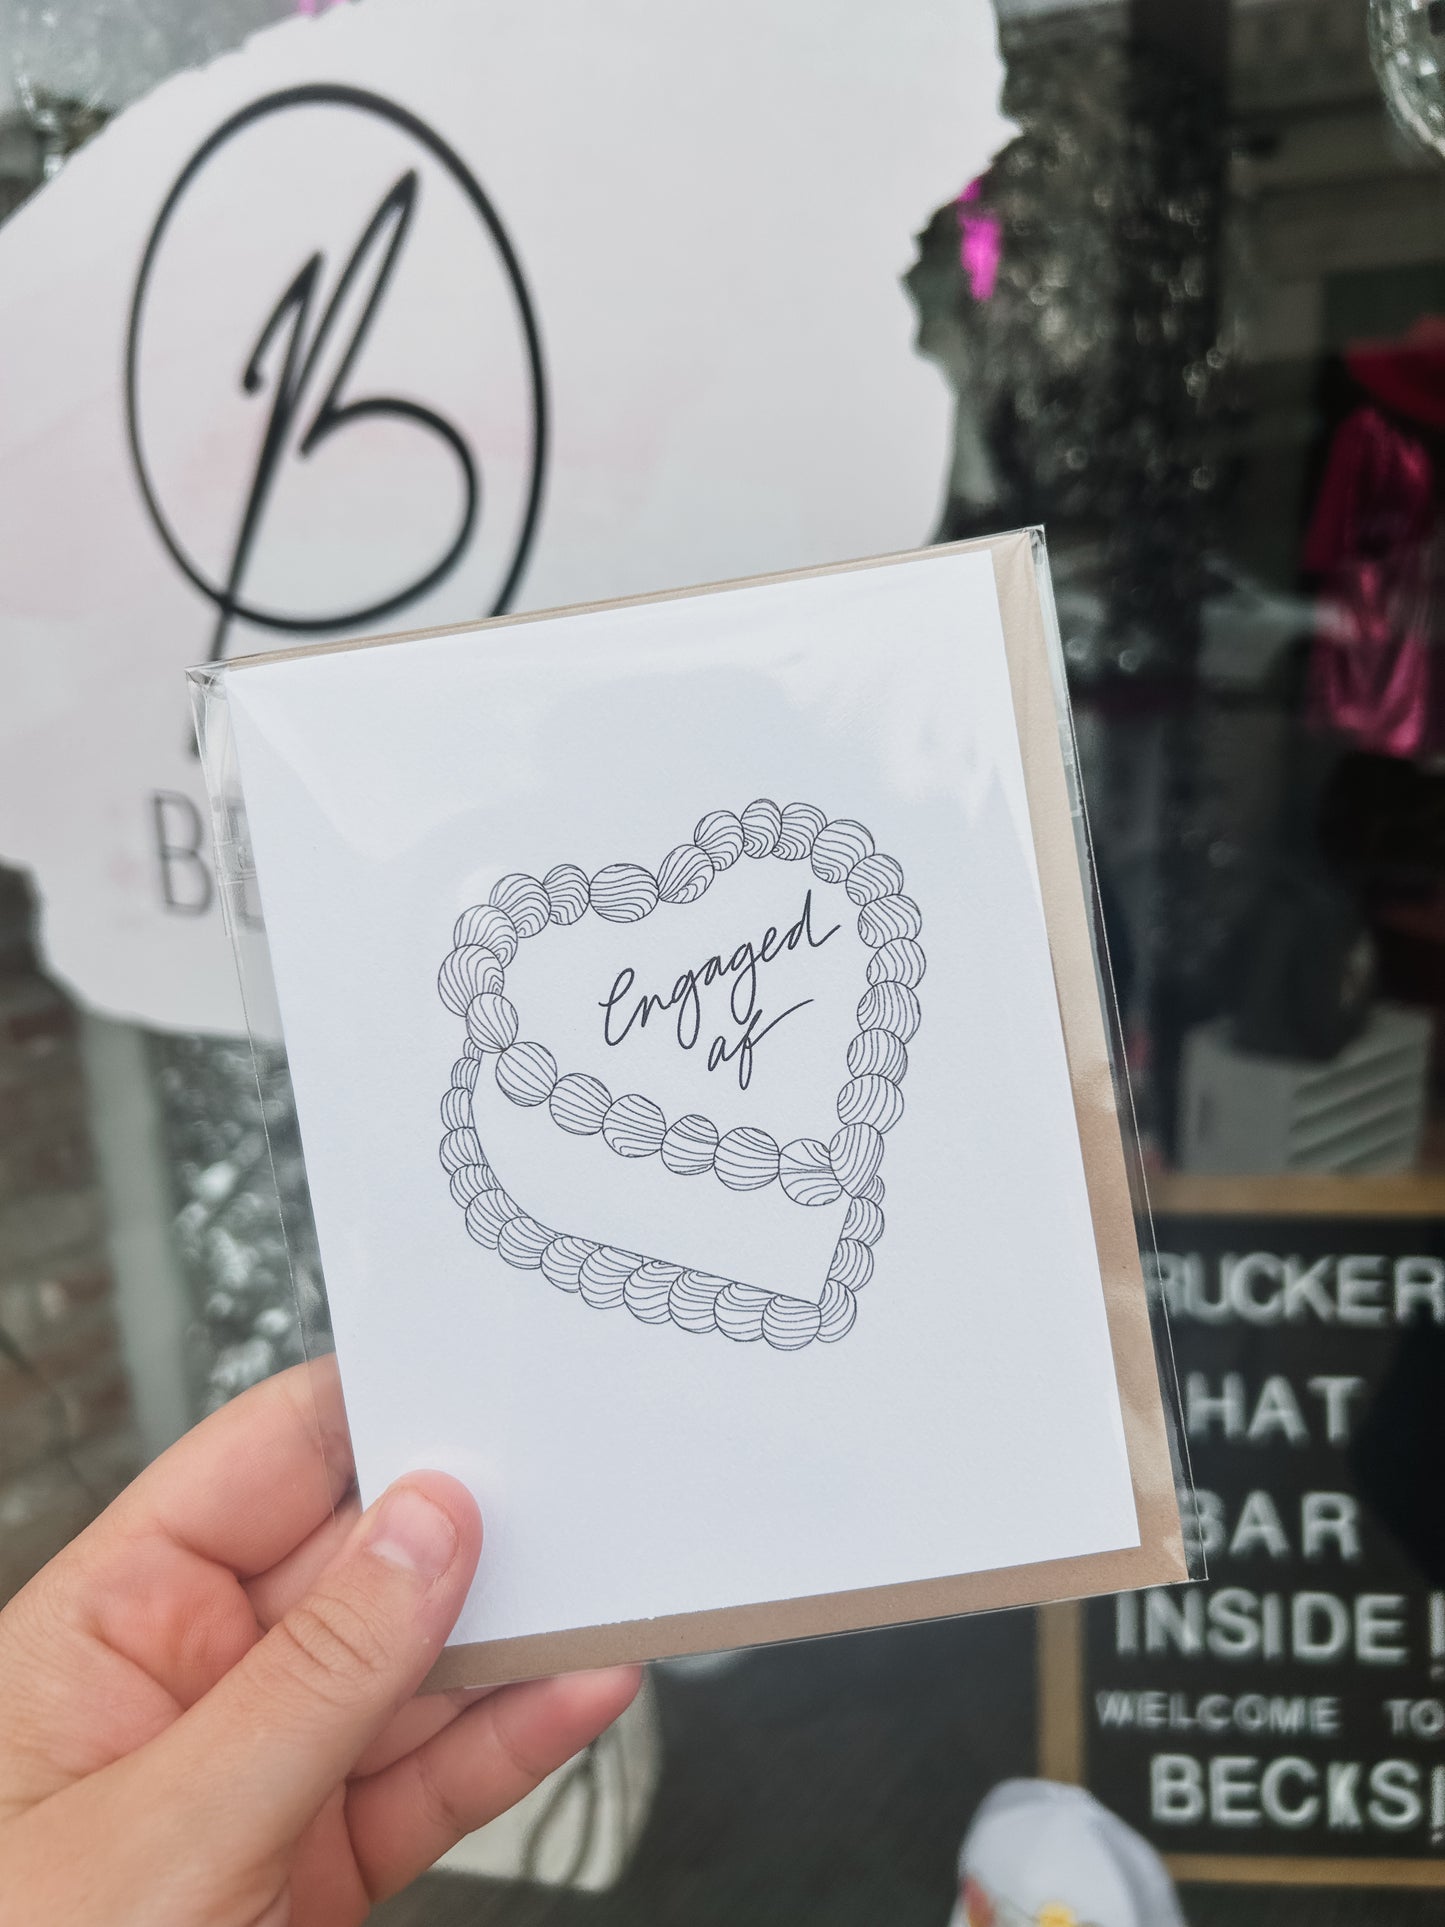 B
engaged
af
RUCKER
HAT
BAR
INSIDE!
WELCOME TO
BECKS!